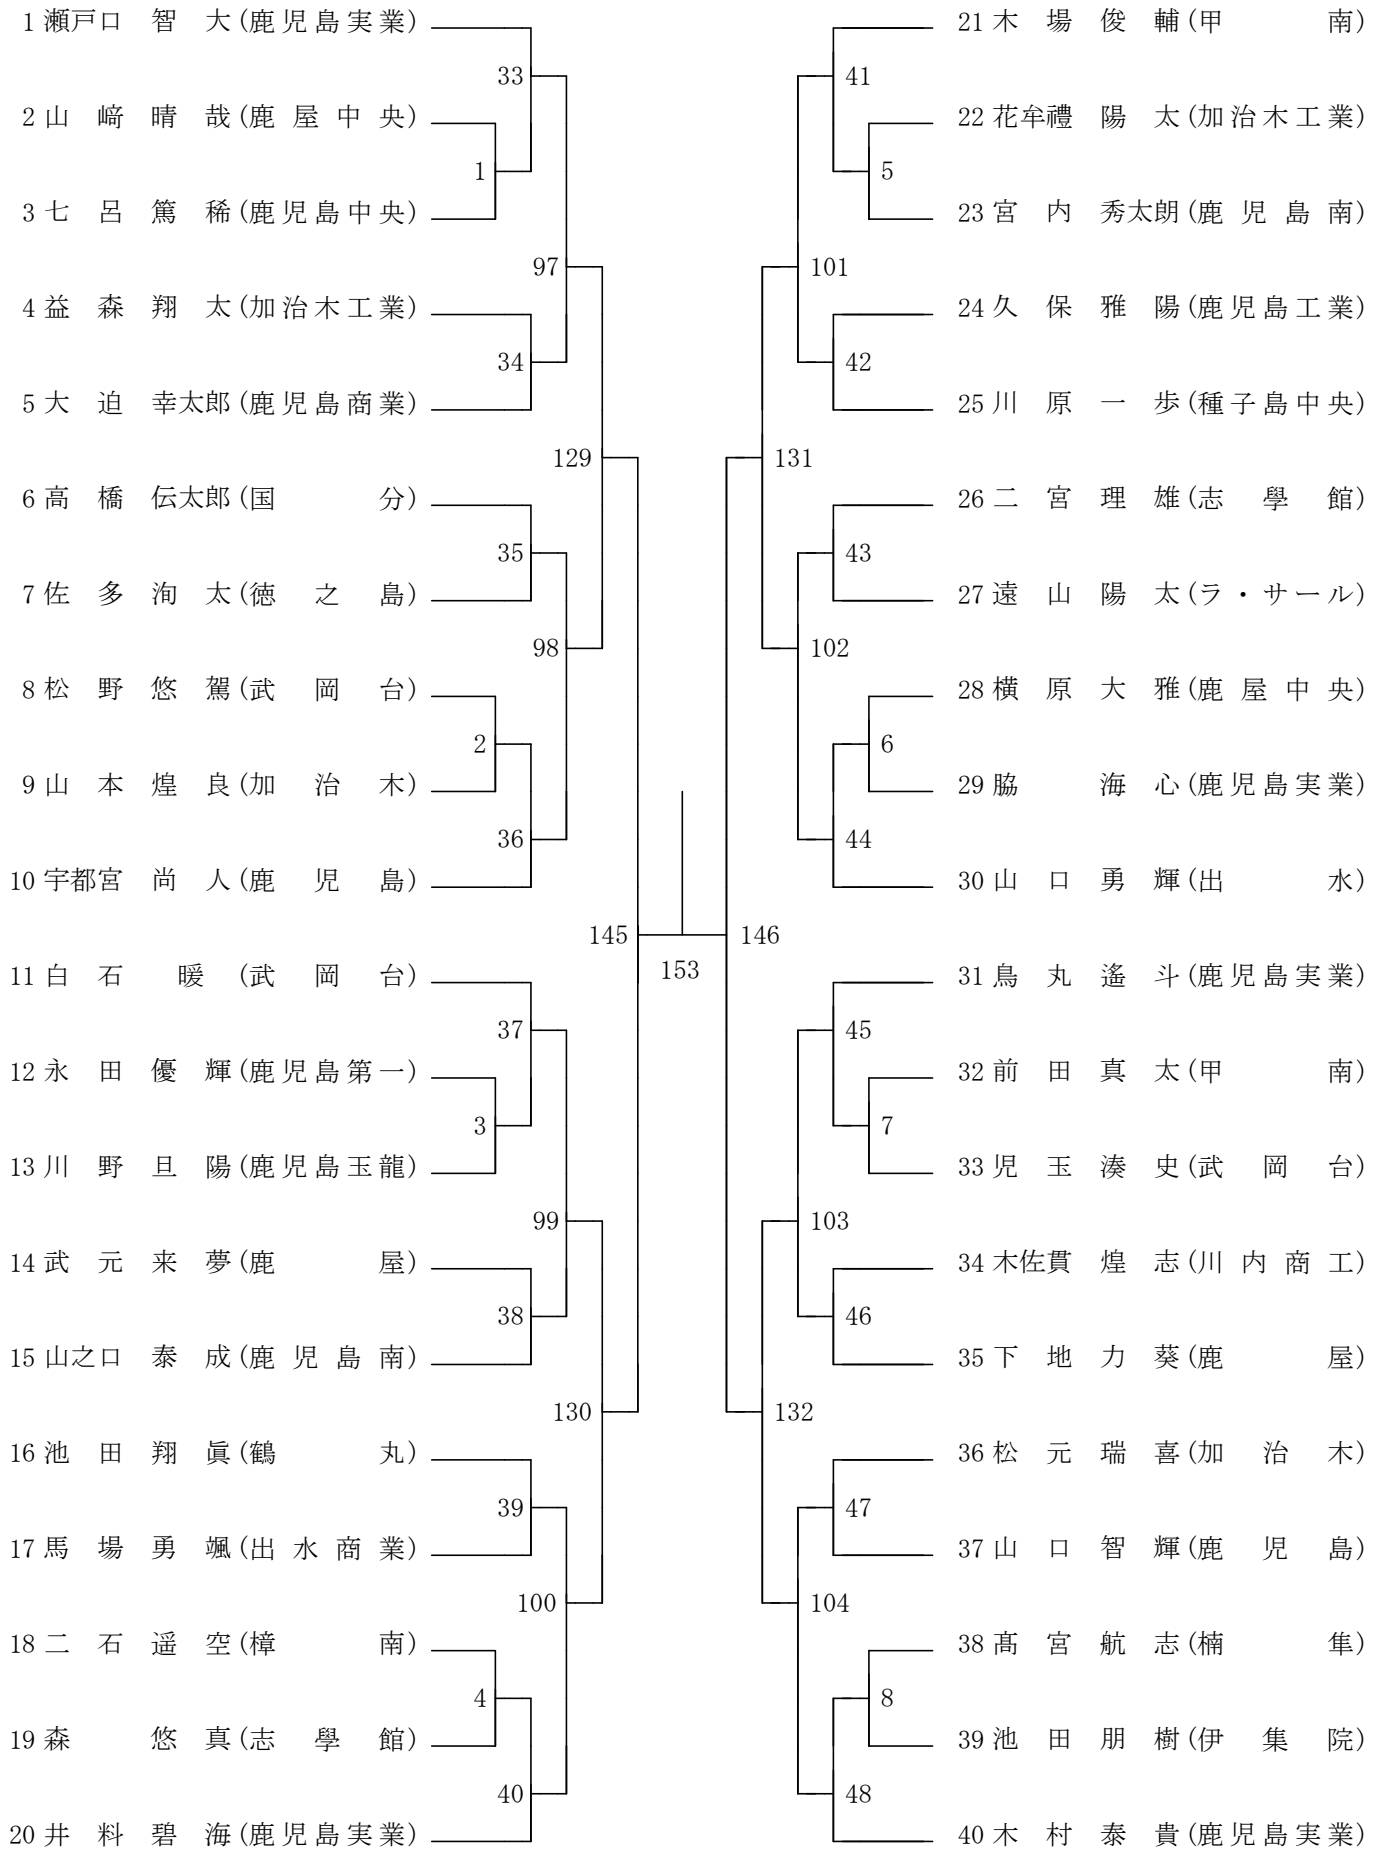 1 瀬戸口 智 大 (鹿児島実業)
33
2 山 﨑 晴 哉 (鹿屋中央)
1
3 七 呂 篤 稀 (鹿児島中央)
97
4 益 森 翔 太 (加治木工業)
34
5 大 迫 幸太郎 (鹿児島商業)
129
6 高 橋 伝太郎 (国 分)
35
7 佐 多 洵 太 (徳 之 島)
98
8 松 野 悠 駕 (武 岡 台)
2
9 山 本 煌 良 (加 治 木)
36
10 宇都宮 尚 人 (鹿 児 島)
145
11 白 石 暖 (武 岡 台)
37
12 永 田 優 輝 (鹿児島第一)
3
13 川 野 旦 陽 (鹿児島玉龍)
99
14 武 元 来 夢 (鹿 屋)
38
15 山之口 泰 成 (鹿児島南)
130
16 池 田 翔 眞 (鶴 丸)
39
17 馬 場 勇 颯 (出水商業)
100
18 二 石 遥 空 (樟 南)
4
19 森 悠 真 (志 學 館)
40
20 井 料 碧 海 (鹿児島実業)
153
21 木 場 俊 輔 (甲 南)
41
22 花牟禮 陽 太 (加治木工業)
5
23 宮 内 秀太朗 (鹿児島南)
101
24 久 保 雅 陽 (鹿児島工業)
42
25 川 原 一 歩 (種子島中央)
131
26 二 宮 理 雄 (志 學 館)
43
27 遠 山 陽 太 (ラ・サール)
102
28 横 原 大 雅 (鹿屋中央)
6
29 脇 海 心 (鹿児島実業)
44
30 山 口 勇 輝 (出 水)
146
31 鳥 丸 遙 斗 (鹿児島実業)
45
32 前 田 真 太 (甲 南)
7
33 児 玉 湊 史 (武 岡 台)
103
34 木佐貫 煌 志 (川内商工)
46
35 下 地 力 葵 (鹿 屋)
132
36 松 元 瑞 喜 (加 治 木)
47
37 山 口 智 輝 (鹿 児 島)
104
38 髙 宮 航 志 (楠 隼)
8
39 池 田 朋 樹 (伊 集 院)
48
40 木 村 泰 貴 (鹿児島実業)